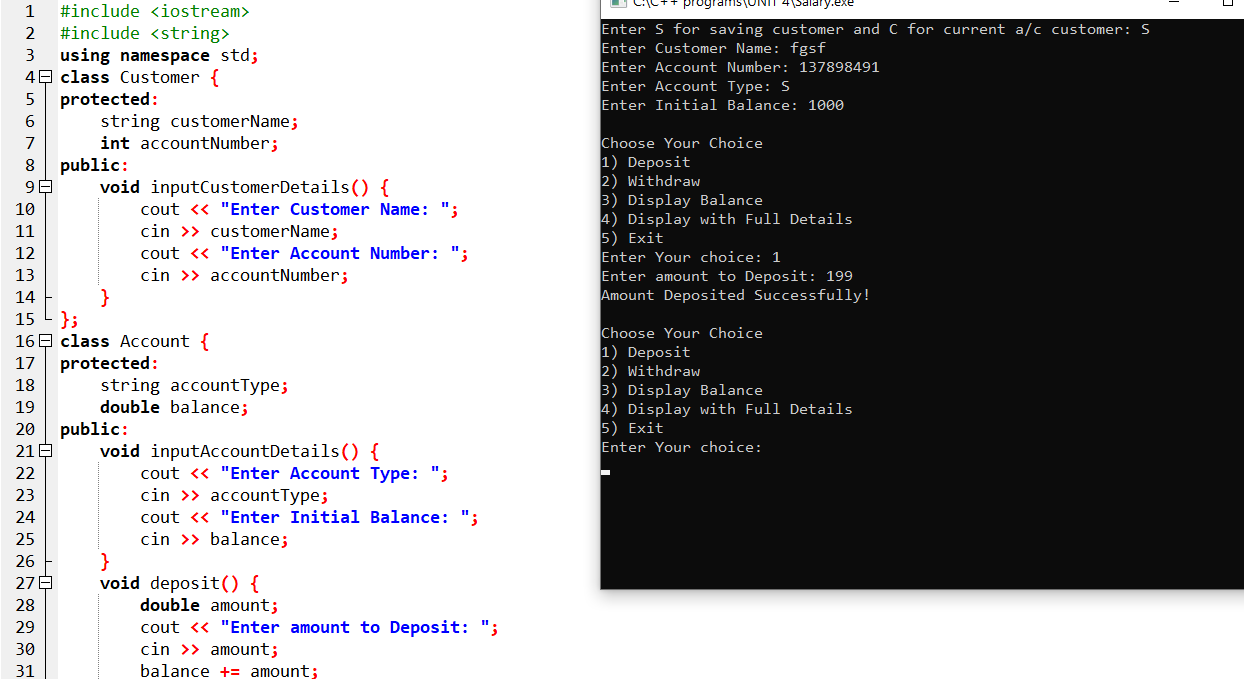 1 #include <iostream>
2 #include <string>
3 using namespace std;
4 class Customer {
5 protected:
6 string customerName;
7 int accountNumber;
8 public:
9 void inputCustomerDetails() {
10 cout << "Enter Customer Name: ";
11 cin >> customerName;
12 cout << "Enter Account Number: ";
13 cin >> accountNumber;
14 }
15 };
16 class Account {
17 protected:
18 string accountType;
19 double balance;
20 public:
21 void inputAccountDetails() {
22 cout << "Enter Account Type: ";
23 cin >> accountType;
24 cout << "Enter Initial Balance: ";
25 cin >> balance;
26 }
27 void deposit() {
28 double amount;
29 cout << "Enter amount to Deposit: ";
30 cin >> amount;
31 balance += amount;
C:\C++ programs\UNIT 4\Salary.exe
Enter S for saving customer and C for current a/c customer: S
Enter Customer Name: fgsf
Enter Account Number: 137898491
Enter Account Type: S
Enter Initial Balance: 1000
Choose Your Choice
1) Deposit
2) Withdraw
3) Display Balance
4) Display with Full Details
5) Exit
Enter Your choice: 1
Enter amount to Deposit: 199
Amount Deposited Successfully!
Choose Your Choice
1) Deposit
2) Withdraw
3) Display Balance
4) Display with Full Details
5) Exit
Enter Your choice: